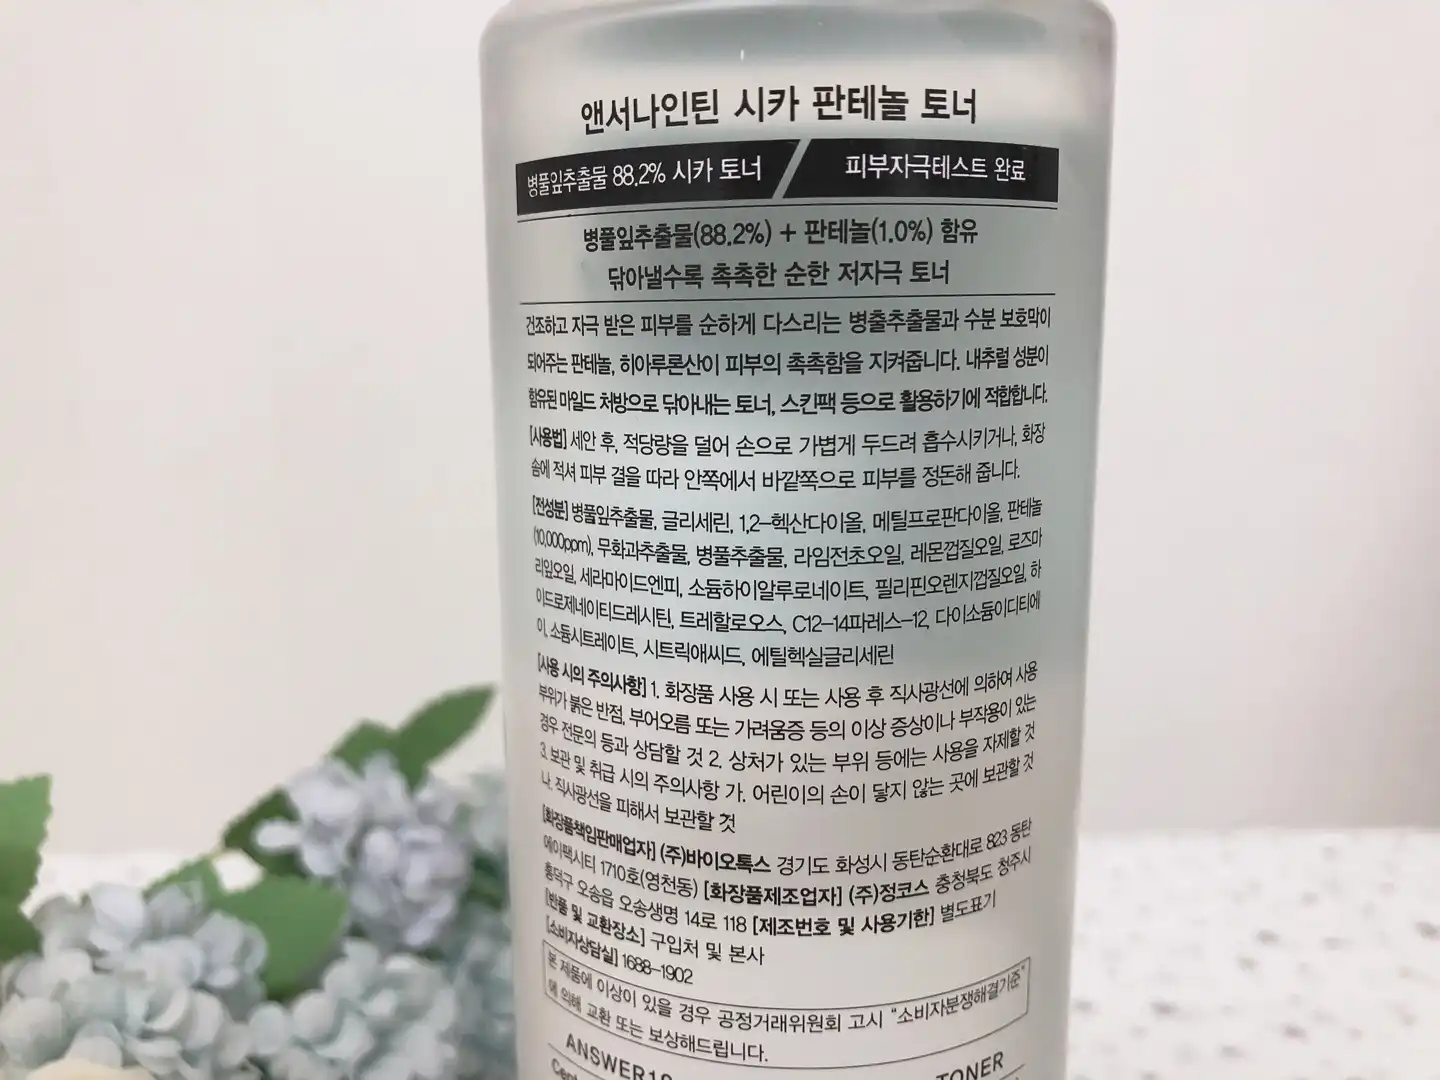 앤서나인틴 시카 판테놀 토너
병풀잎추출물 88.2% 시카 토너 / 피부자극테스트 완료
병풀잎추출물(88.2%) + 판테놀(1.0%) 함유
닦아낼수록 촉촉한 순한 저자극 토너
건조하고 자극 받은 피부를 순하게 다스리는 병출추출물과 수분 보호막이
되어주는 판테놀, 히아루론산이 피부의 촉촉함을 지켜줍니다. 내추럴 성분이
함유된 마일드 처방으로 닦아내는 토너, 스킨팩 등으로 활용하기에 적합합니다.
[사용법] 세안 후, 적당량을 덜어 손으로 가볍게 두드려 흡수시키거나, 화장
솜에 적셔 피부 결을 따라 안쪽에서 바깥쪽으로 피부를 정돈해 줍니다.
[전성분] 병풀잎추출물, 글리세린, 1,2-헥산다이올, 메틸프로판다이올, 판테놀
(10,000ppm), 무화과추출물, 병풀추출물, 라임전초오일, 레몬껍질오일, 로즈마
리잎오일, 세라마이드엔피, 소듐하이알루로네이트, 필리핀오렌지껍질오일, 하
이드로제네이티드레시틴, 트레할로오스, C12-14파레스-12, 다이소듐이디티에
이, 소듐시트레이트, 시트릭애씨드, 에틸헥실글리세린
[사용 시의 주의사항] 1. 화장품 사용 시 또는 사용 후 직사광선에 의하여 사용
부위가 붉은 반점, 부어오름 또는 가려움증 등의 이상 증상이나 부작용이 있는
경우 전문의 등과 상담할 것 2. 상처가 있는 부위 등에는 사용을 자제할 것
3. 보관 및 취급 시의 주의사항 가. 어린이의 손이 닿지 않는 곳에 보관할 것
나. 직사광선을 피해서 보관할 것
[화장품책임판매업자] (주)바이오톡스 경기도 화성시 동탄순환대로 823 동탄
에이팩시티 1710호(영천동) [화장품제조업자] (주)정코스 충청북도 청주시
흥덕구 오송읍 오송생명 14로 118 [제조번호 및 사용기한] 별도표기
[반품 및 교환장소] 구입처 및 본사
[소비자상담실] 1688-1902
본 제품에 이상이 있을 경우 공정거래위원회 고시 "소비자분쟁해결기준"
에 의해 교환 또는 보상해드립니다.
TONER